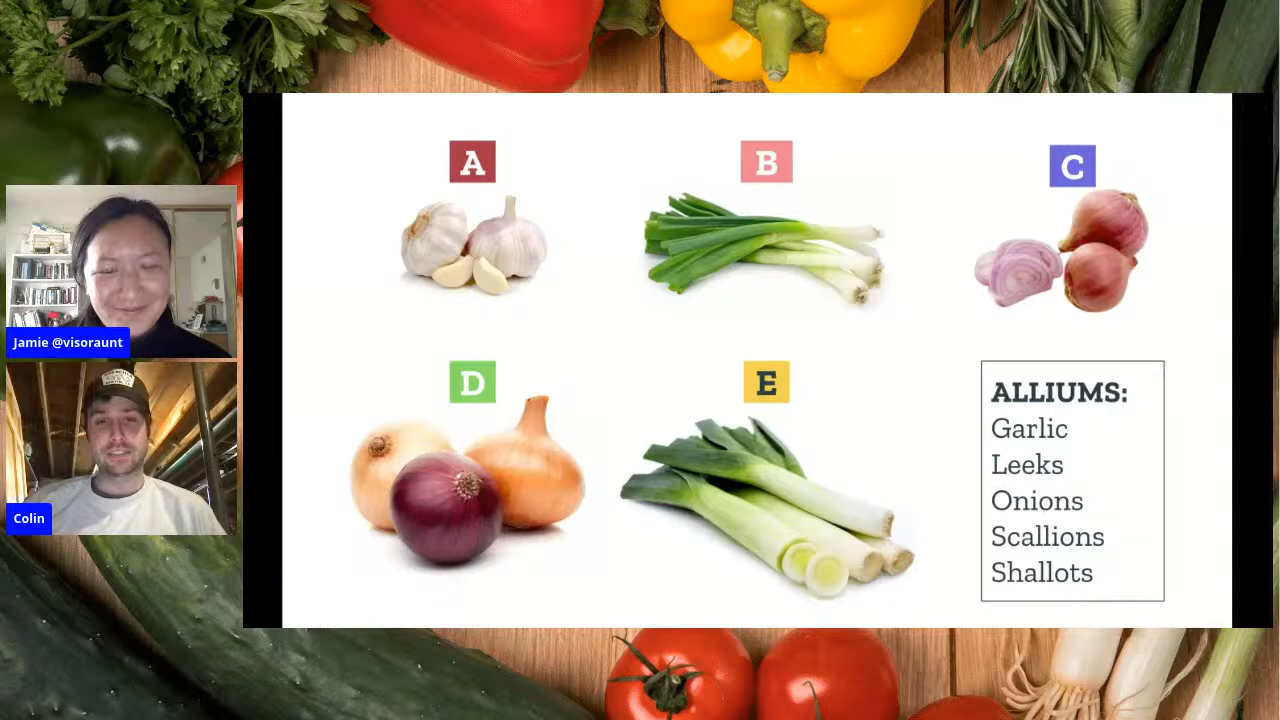 A
B
C
D
E
ALLIUMS:
Garlic
Leeks
Onions
Scallions
Shallots
Jamie @visoraunt
Colin